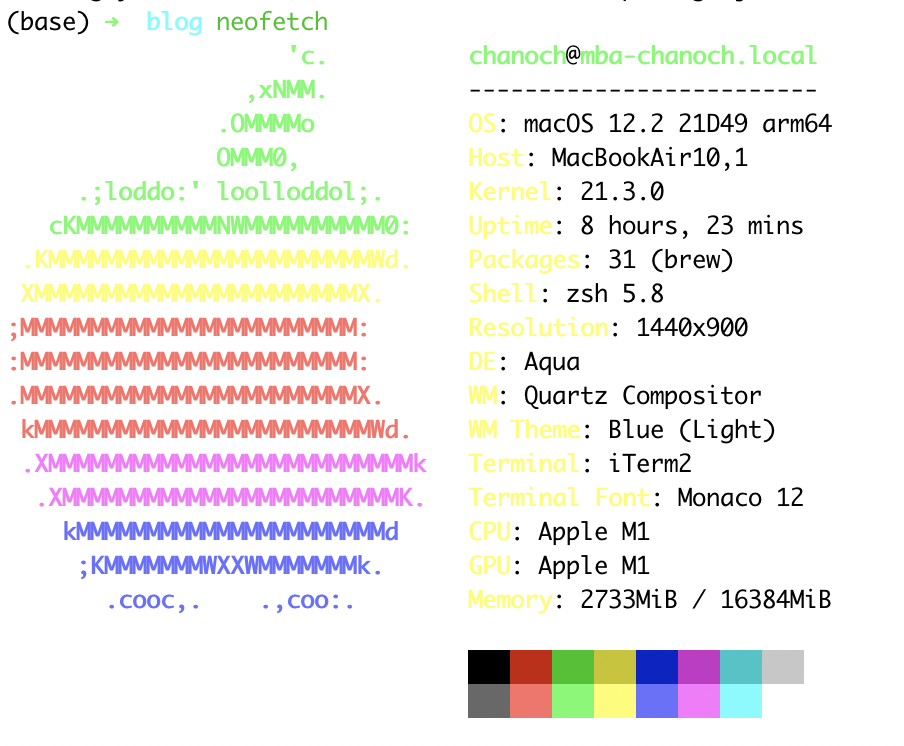 (base) ➜  blog neofetch
                    'c.          chanoch@mba-chanoch.local
                 ,xNMM.          -------------------------
               .OMMMMo           OS: macOS 12.2 21D49 arm64
               OMMM0,            Host: MacBookAir10,1
     .;loddo:' loolloddol;.      Kernel: 21.3.0
   cKMMMMMMMMMMNWMMMMMMMMMM0:    Uptime: 8 hours, 23 mins
 .KMMMMMMMMMMMMMMMMMMMMMMMWd.    Packages: 31 (brew)
 XMMMMMMMMMMMMMMMMMMMMMMMX.      Shell: zsh 5.8
;MMMMMMMMMMMMMMMMMMMMMMMM:       Resolution: 1440x900
:MMMMMMMMMMMMMMMMMMMMMMMM:       DE: Aqua
.MMMMMMMMMMMMMMMMMMMMMMMMX.      WM: Quartz Compositor
 kMMMMMMMMMMMMMMMMMMMMMMMMWd.    WM Theme: Blue (Light)
 .XMMMMMMMMMMMMMMMMMMMMMMMMMMk   Terminal: iTerm2
  .XMMMMMMMMMMMMMMMMMMMMMMMMK.   Terminal Font: Monaco 12
    kMMMMMMMMMMMMMMMMMMMMMMd     CPU: Apple M1
     ;KMMMMMMMWXXWMMMMMMMk.      GPU: Apple M1
       .cooc,.    .,coo:.        Memory: 2733MiB / 16384MiB